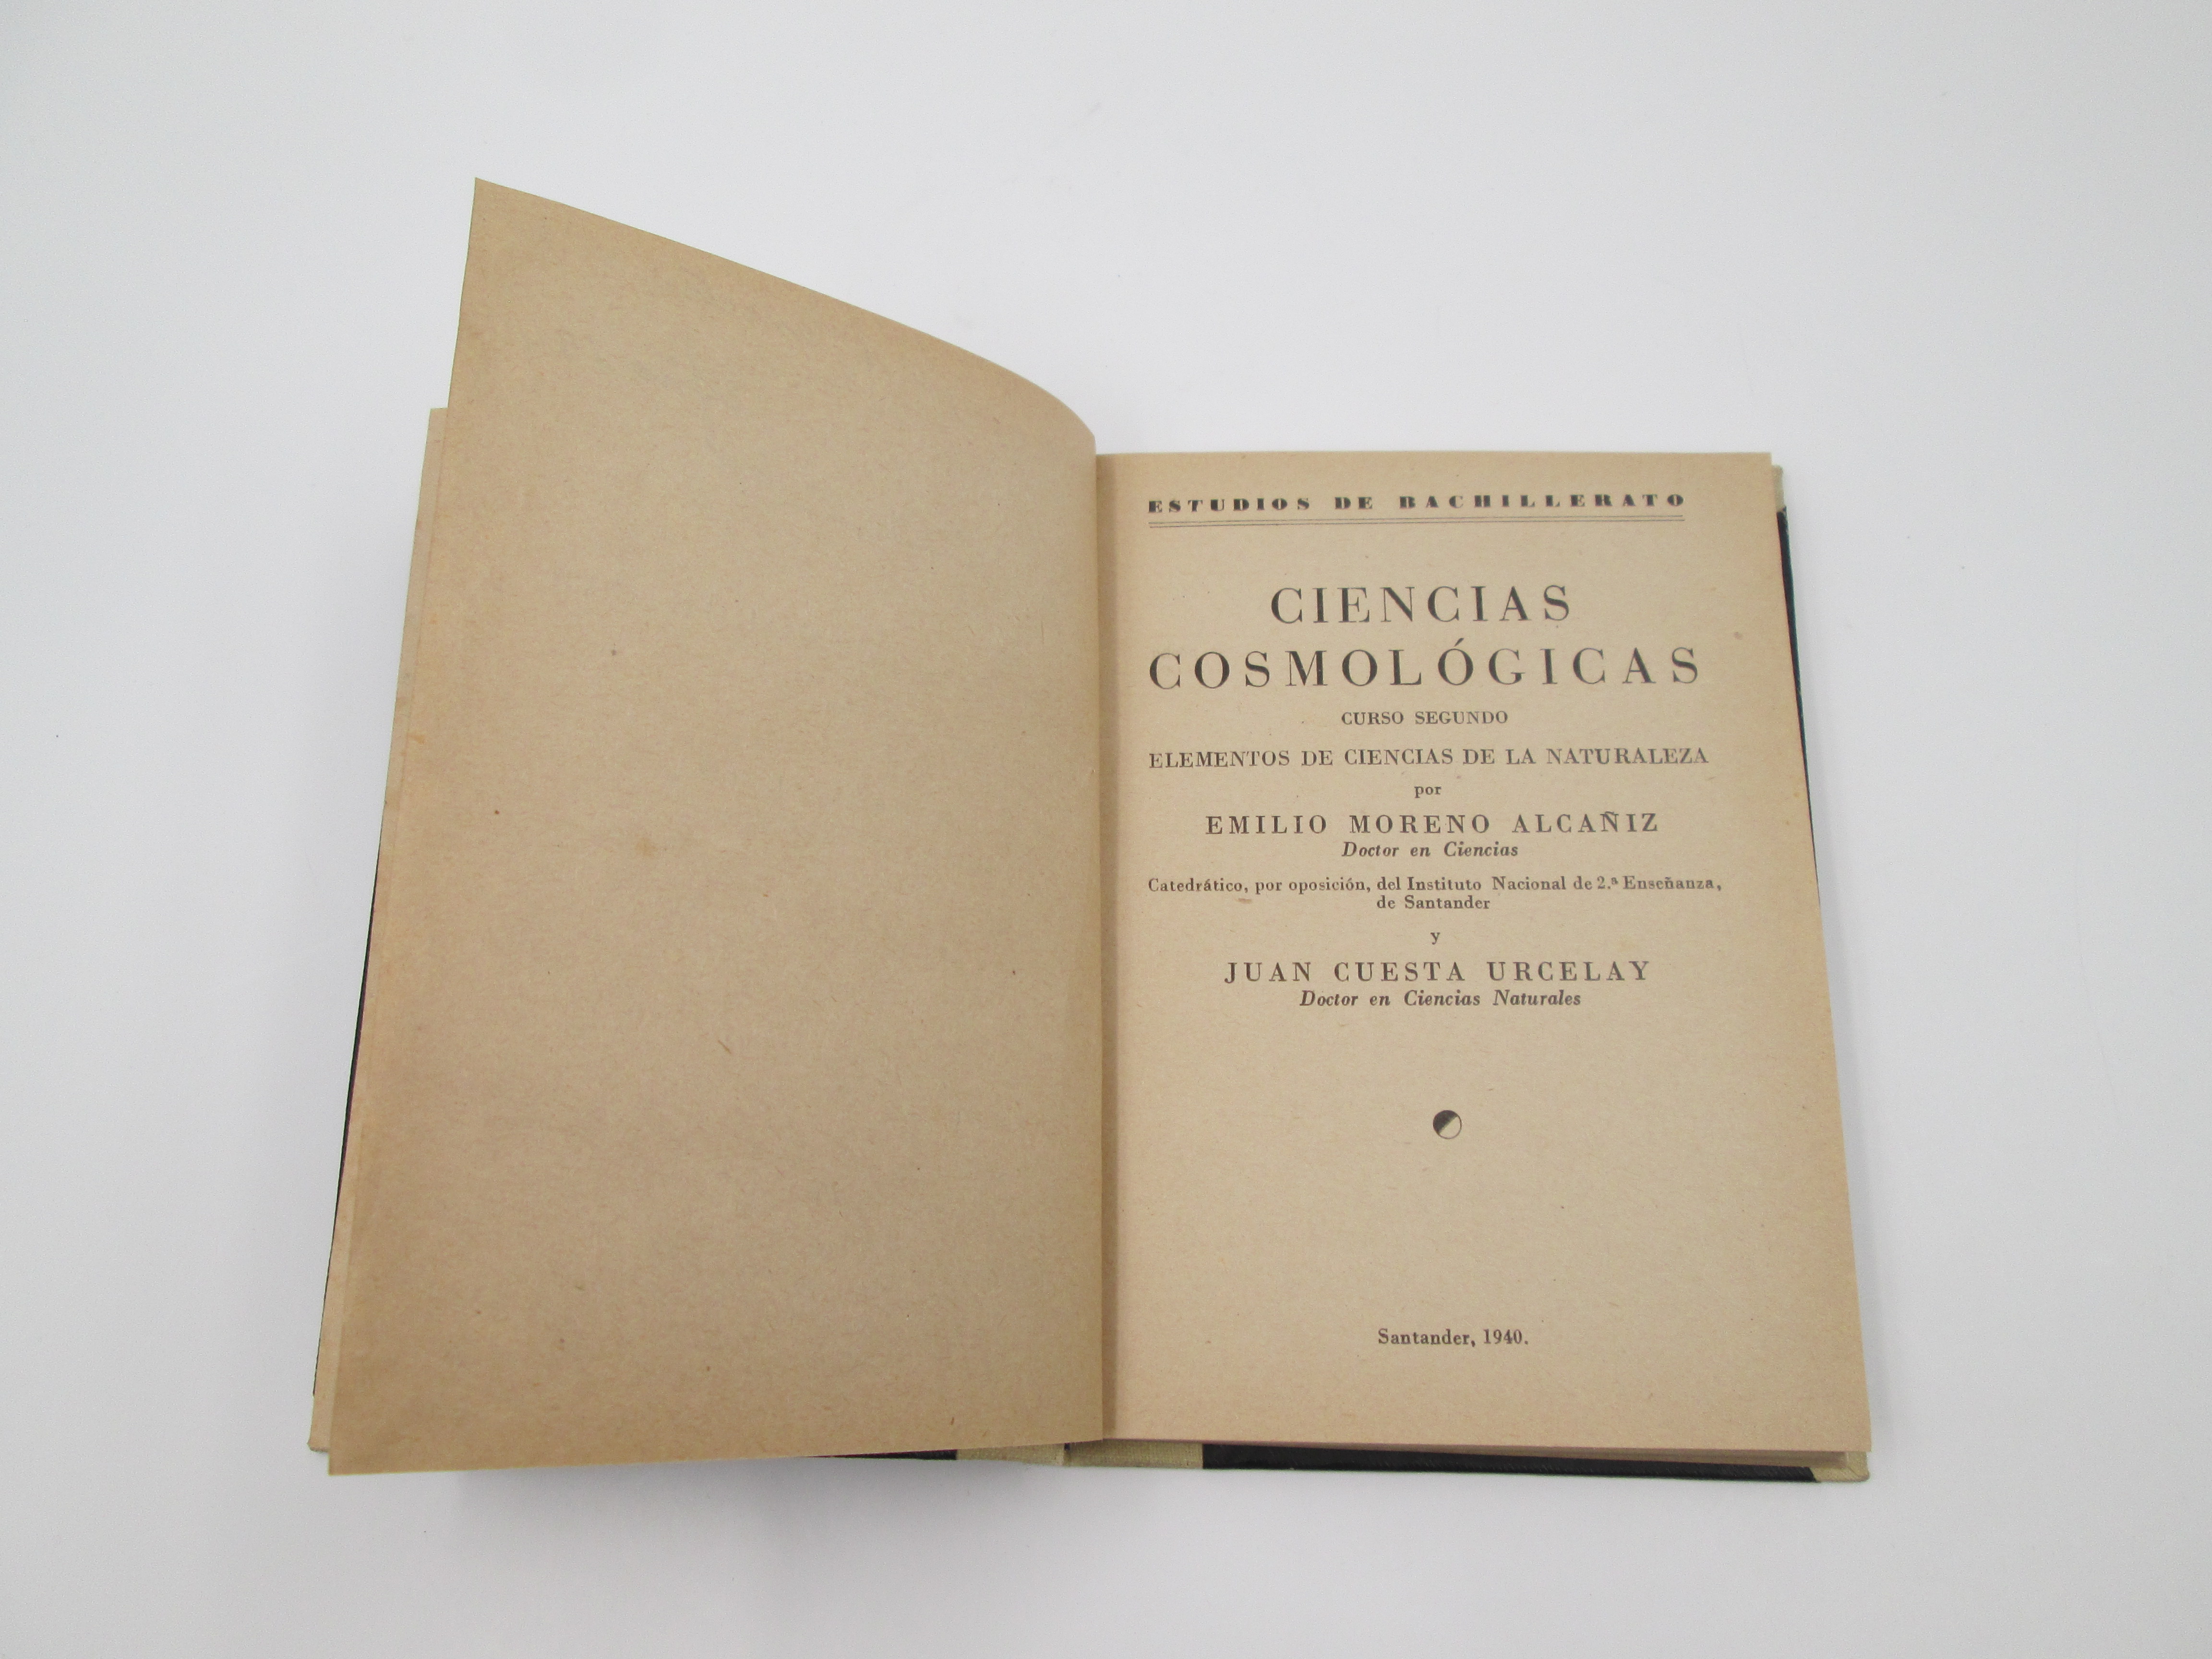 ESTUDIOS DE BACHILLERATO
CIENCIAS
COSMOLÓGICAS
CURSO SEGUNDO
ELEMENTOS DE CIENCIAS DE LA NATURALEZA
por
EMILIO MORENO ALCAÑIZ
Doctor en Ciencias
Catedrático, por oposición, del Instituto Nacional de 2.ª Enseñanza,
de Santander
y
JUAN CUESTA URCELAY
Doctor en Ciencias Naturales
Santander, 1940.